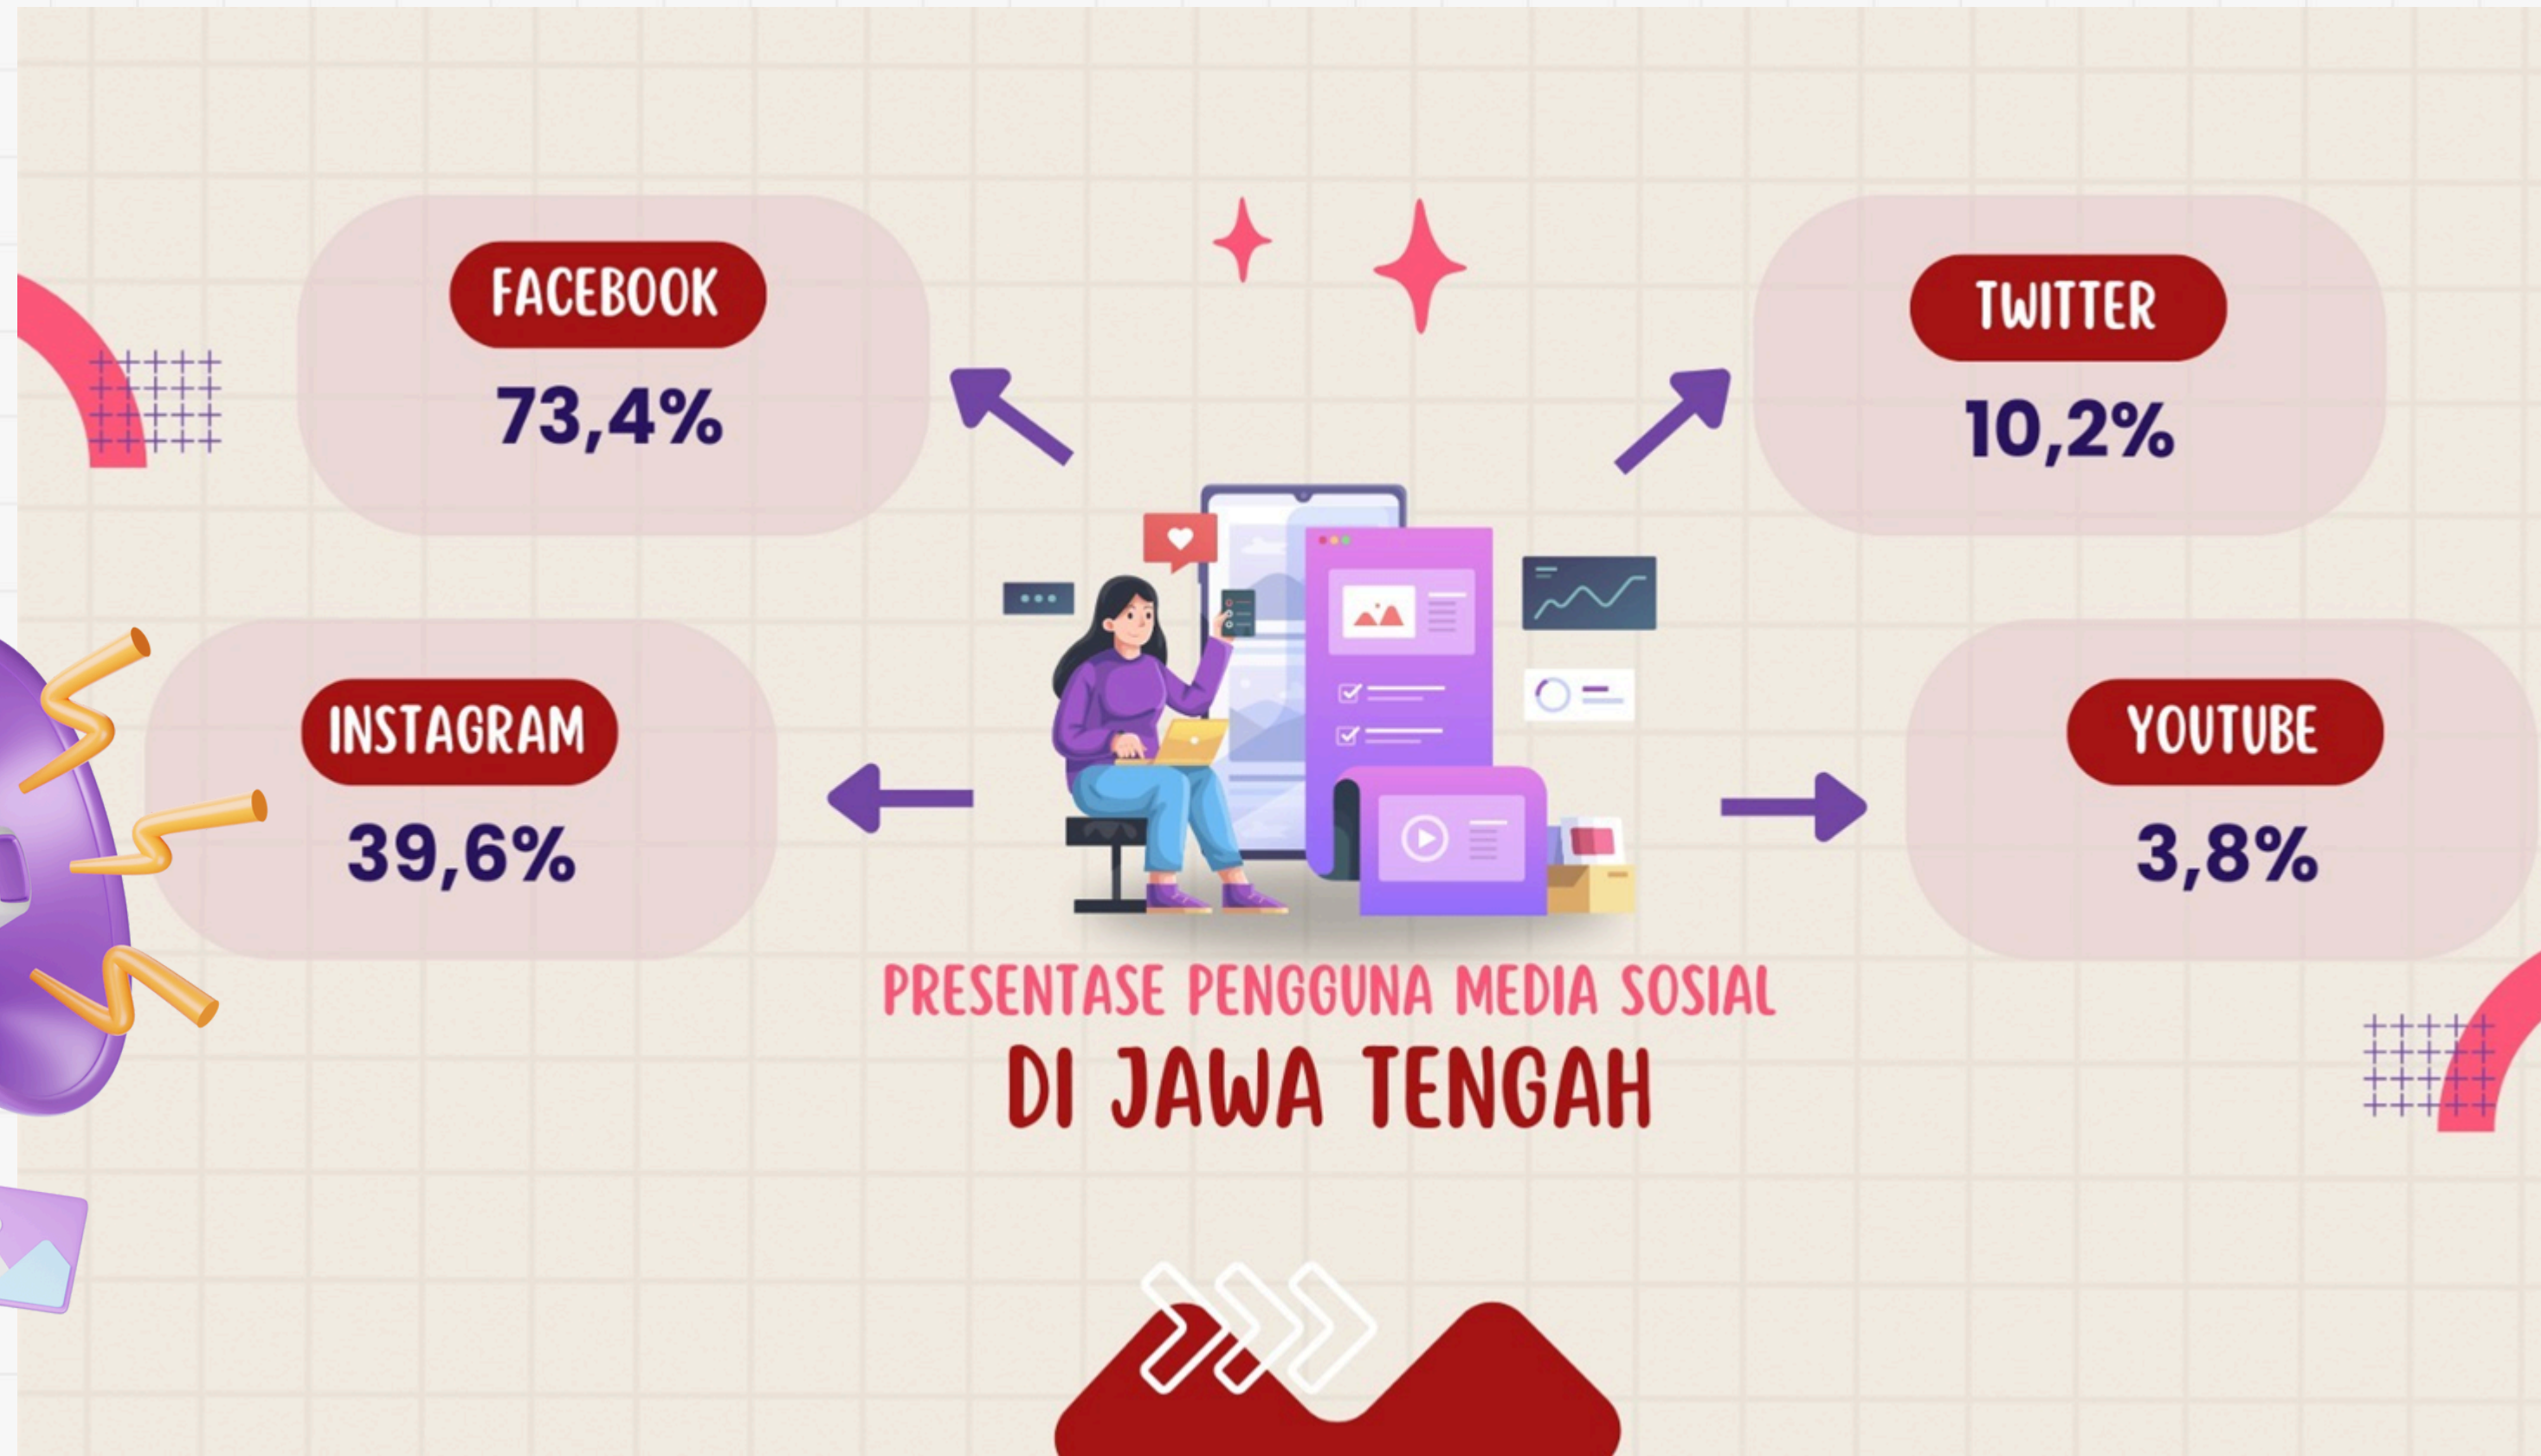 FACEBOOK
73,4%
TWITTER
10,2%
INSTAGRAM
39,6%
YOUTUBE
3,8%
PRESENTASE PENGGUNA MEDIA SOSIAL
DI JAWA TENGAH